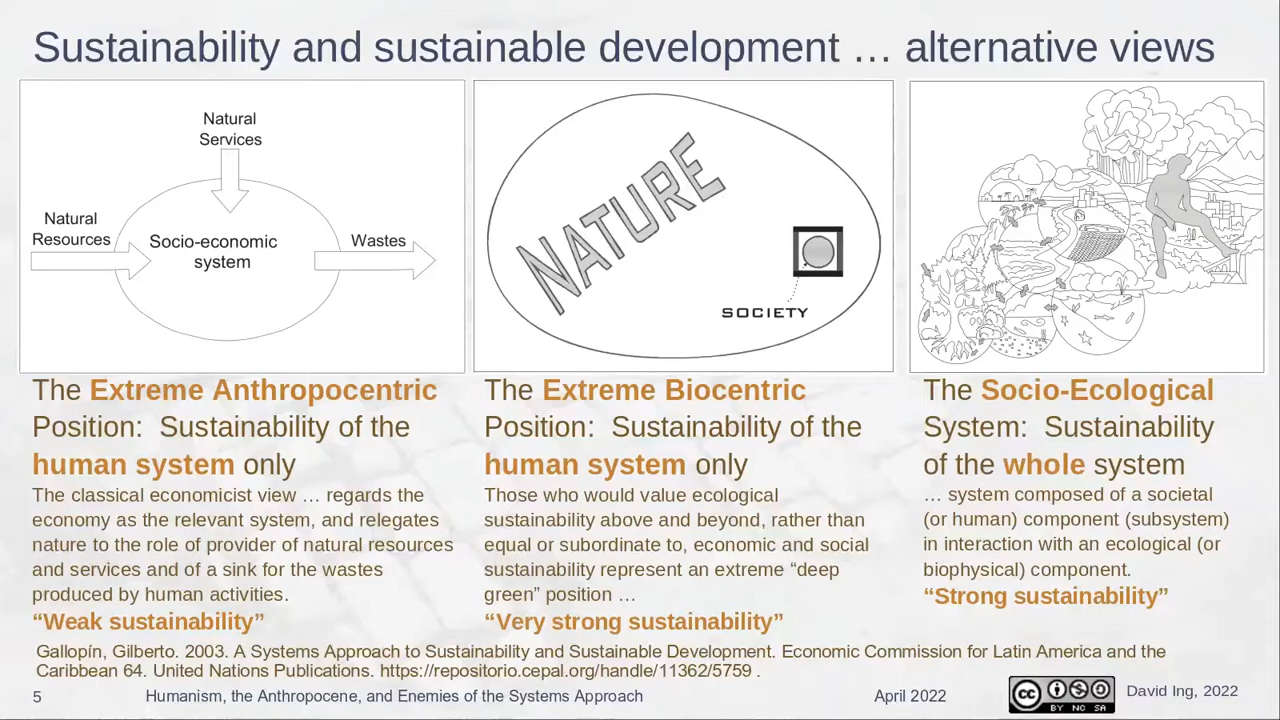 Sustainability and sustainable development … alternative views
Natural
Services
Natural
Resources
Socio-economic
system
Wastes
NATURE
SOCIETY
The Extreme Anthropocentric
Position: Sustainability of the
human system only
The classical economicist view … regards the
economy as the relevant system, and relegates
nature to the role of provider of natural resources
and services and of a sink for the wastes
produced by human activities.
“Weak sustainability”
The Extreme Biocentric
Position: Sustainability of the
human system only
Those who would value ecological
sustainability above and beyond, rather than
equal or subordinate to, economic and social
sustainability represent an extreme “deep
green” position …
“Very strong sustainability”
The Socio-Ecological
System: Sustainability
of the whole system
… system composed of a societal
(or human) component (subsystem)
in interaction with an ecological (or
biophysical) component.
“Strong sustainability”
Gallopín, Gilberto. 2003. A Systems Approach to Sustainability and Sustainable Development. Economic Commission for Latin America and the
Caribbean 64. United Nations Publications. https://repositorio.cepal.org/handle/11362/5759 .
5
Humanism, the Anthropocene, and Enemies of the Systems Approach
April 2022
cc
BY NC SA
David Ing, 2022